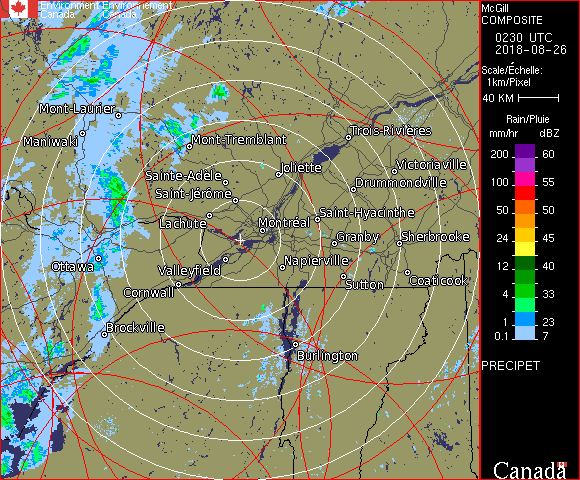 Environment Environnement
Canada Canada
Mont-Laurier
Maniwaki
Mont-Tremblant
Trois-Rivières
Sainte-Adèle
Joliette
Victoriaville
Saint-Jérôme
Drummondville
Lachute
Montréal
Saint-Hyacinthe
Granby
Sherbrooke
Ottawa
Valleyfield
Napierville
Cornwall
Sutton
Coaticook
Brockville
Burlington
McGill
COMPOSITE
0230 UTC
2018-08-26
Scale/Échelle:
1km/Pixel
40 KM
Rain/Pluie
mm/hr dBZ
200 60
150 57
100 55
50 50
24 45
12 40
4 33
1 23
0.1 7
PRECIPET
Canada